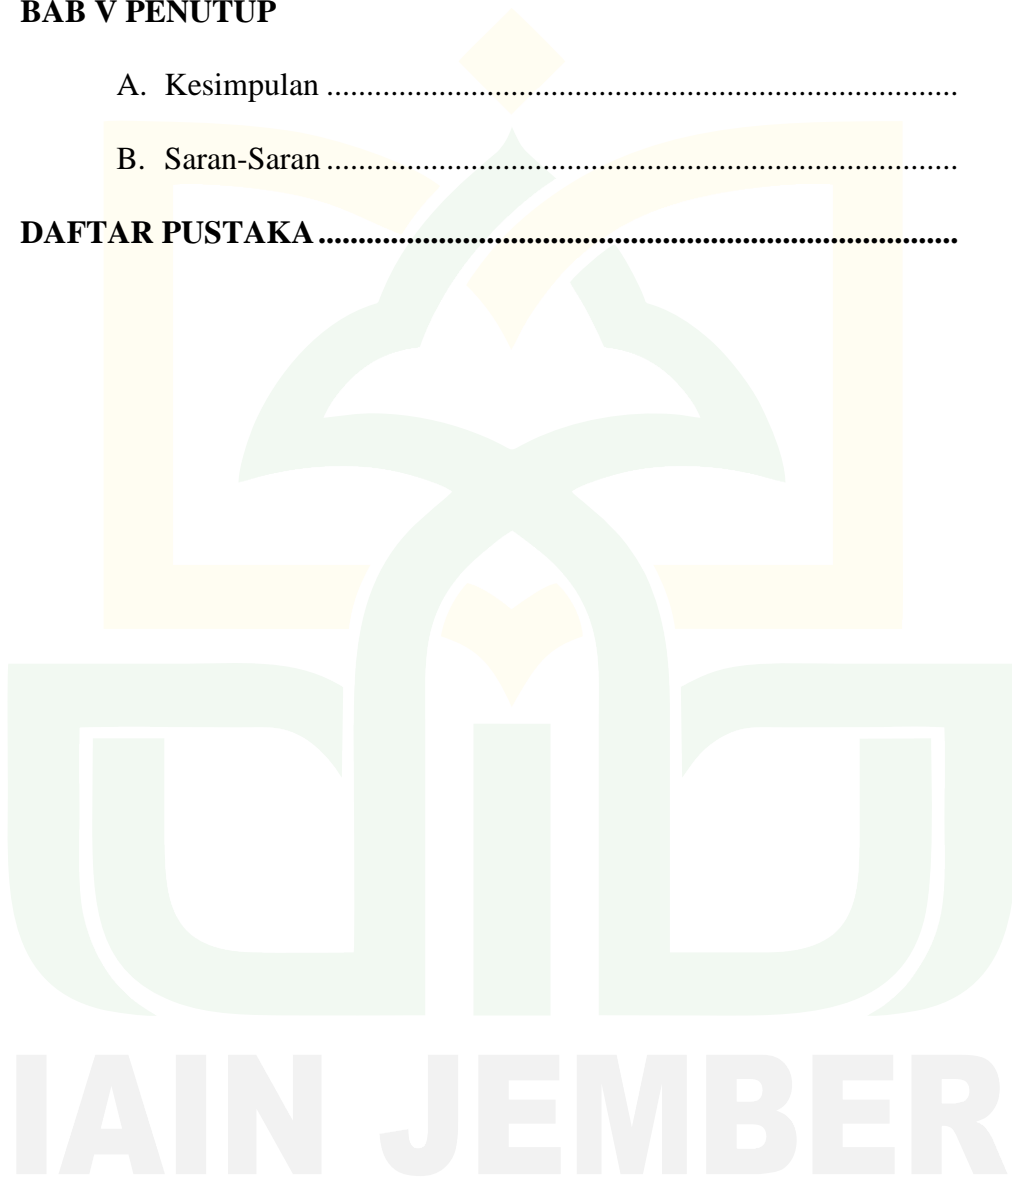 BAB V PENUTUP
A. Kesimpulan ................................................................................
B. Saran-Saran ................................................................................
DAFTAR PUSTAKA ................................................................................
IAIN JEMBER